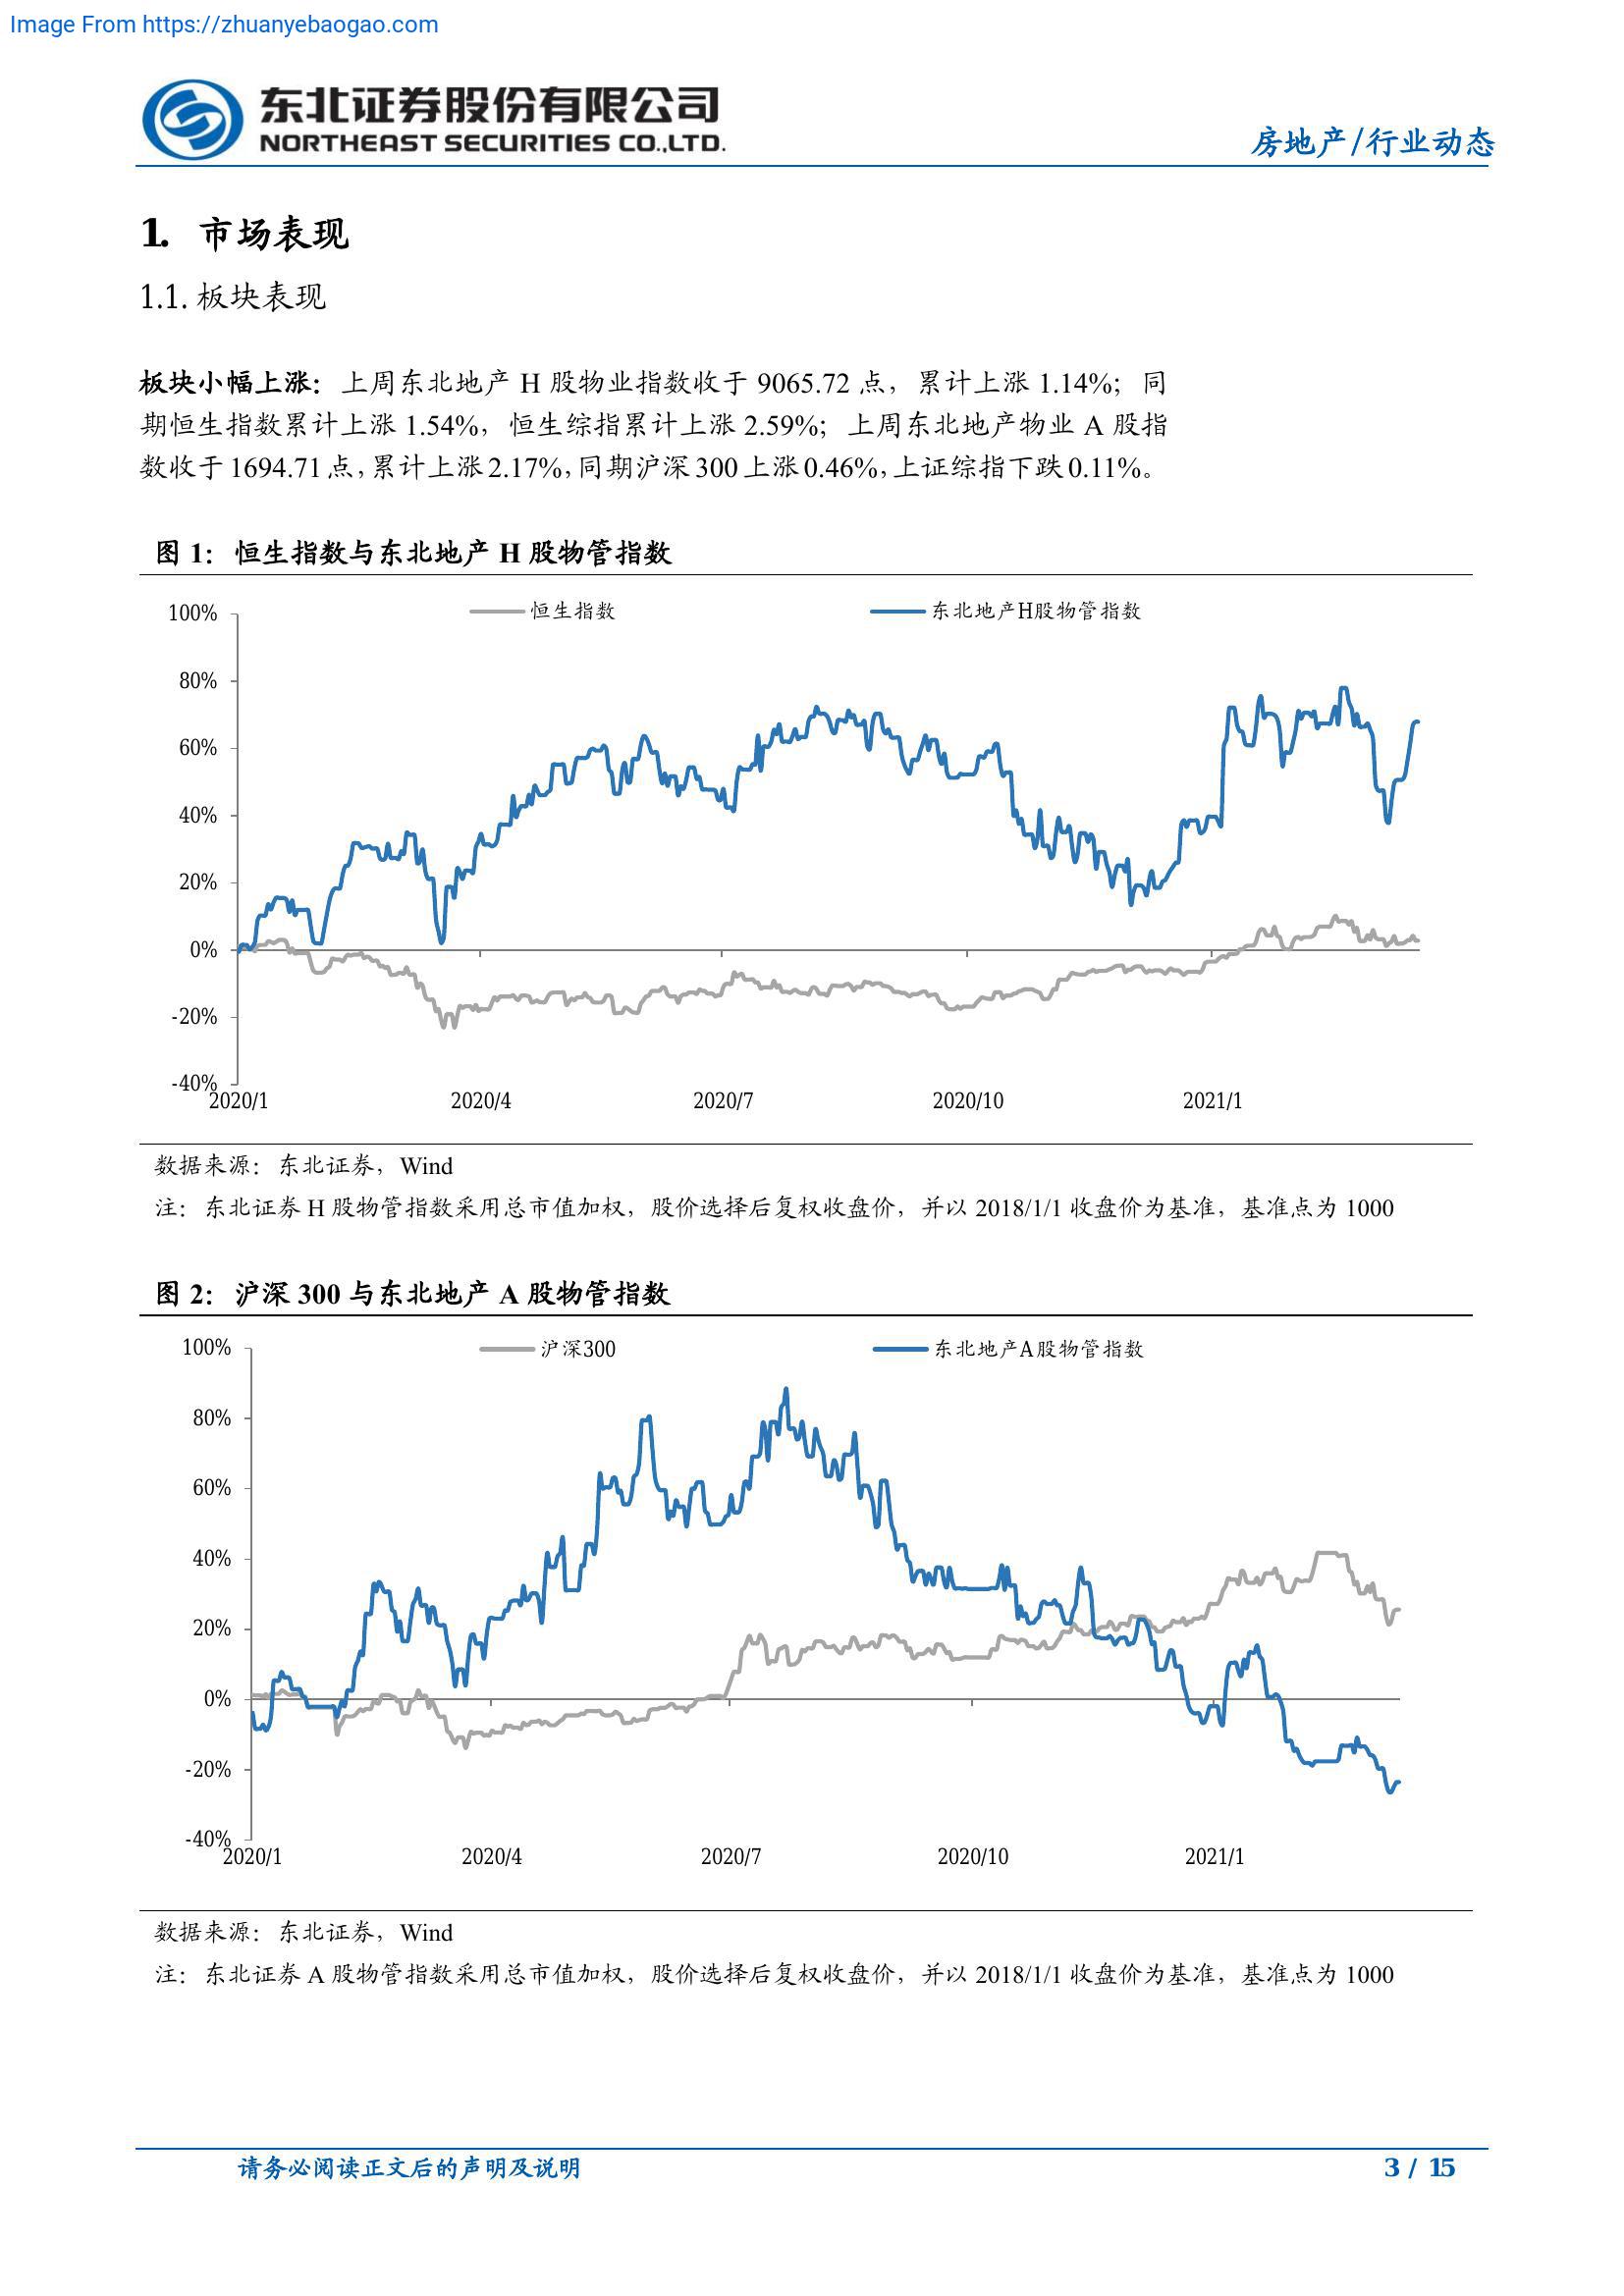 Image From https://zhuanyebaogao.com
东北证券股份有限公司
NORTHEAST SECURITIES CO.,LTD.
房地产/行业动态
1. 市场表现
1.1. 板块表现
板块小幅上涨：上周东北地产 H 股物业指数收于 9065.72 点，累计上涨 1.14%；同
期恒生指数累计上涨 1.54%，恒生综指累计上涨 2.59%；上周东北地产物业 A 股指
数收于 1694.71 点，累计上涨 2.17%，同期沪深 300 上涨 0.46%，上证综指下跌 0.11%。
图 1：恒生指数与东北地产 H 股物管指数
恒生指数 东北地产H股物管指数
100%
80%
60%
40%
20%
0%
-20%
-40%
2020/1 2020/4 2020/7 2020/10 2021/1
数据来源：东北证券，Wind
注：东北证券 H 股物管指数采用总市值加权，股价选择后复权收盘价，并以 2018/1/1 收盘价为基准，基准点为 1000
图 2：沪深 300 与东北地产 A 股物管指数
沪深300 东北地产A股物管指数
100%
80%
60%
40%
20%
0%
-20%
-40%
2020/1 2020/4 2020/7 2020/10 2021/1
数据来源：东北证券，Wind
注：东北证券 A 股物管指数采用总市值加权，股价选择后复权收盘价，并以 2018/1/1 收盘价为基准，基准点为 1000
请务必阅读正文后的声明及说明
3 / 15